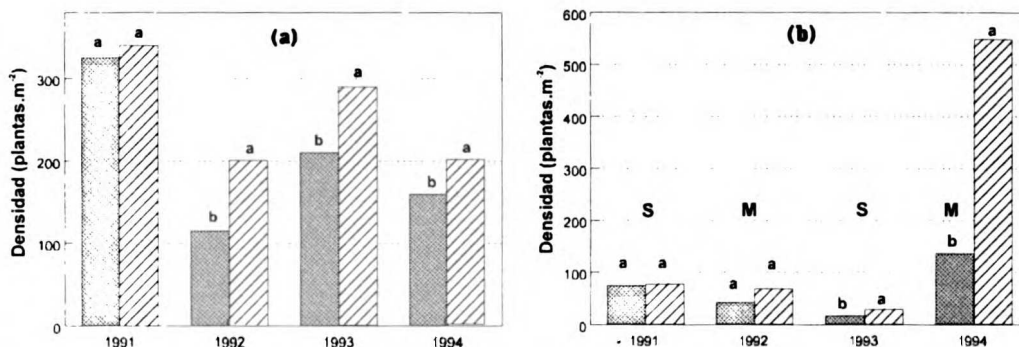 (a)
Densidad (plantas.m⁻²)
300
200
100
0
a a
b a
b a
b a
1991 1992 1993 1994
(b)
Densidad (plantas.m⁻²)
600
500
400
300
200
100
0
S M S M
a a
a a
b a
b a
1991 1992 1993 1994